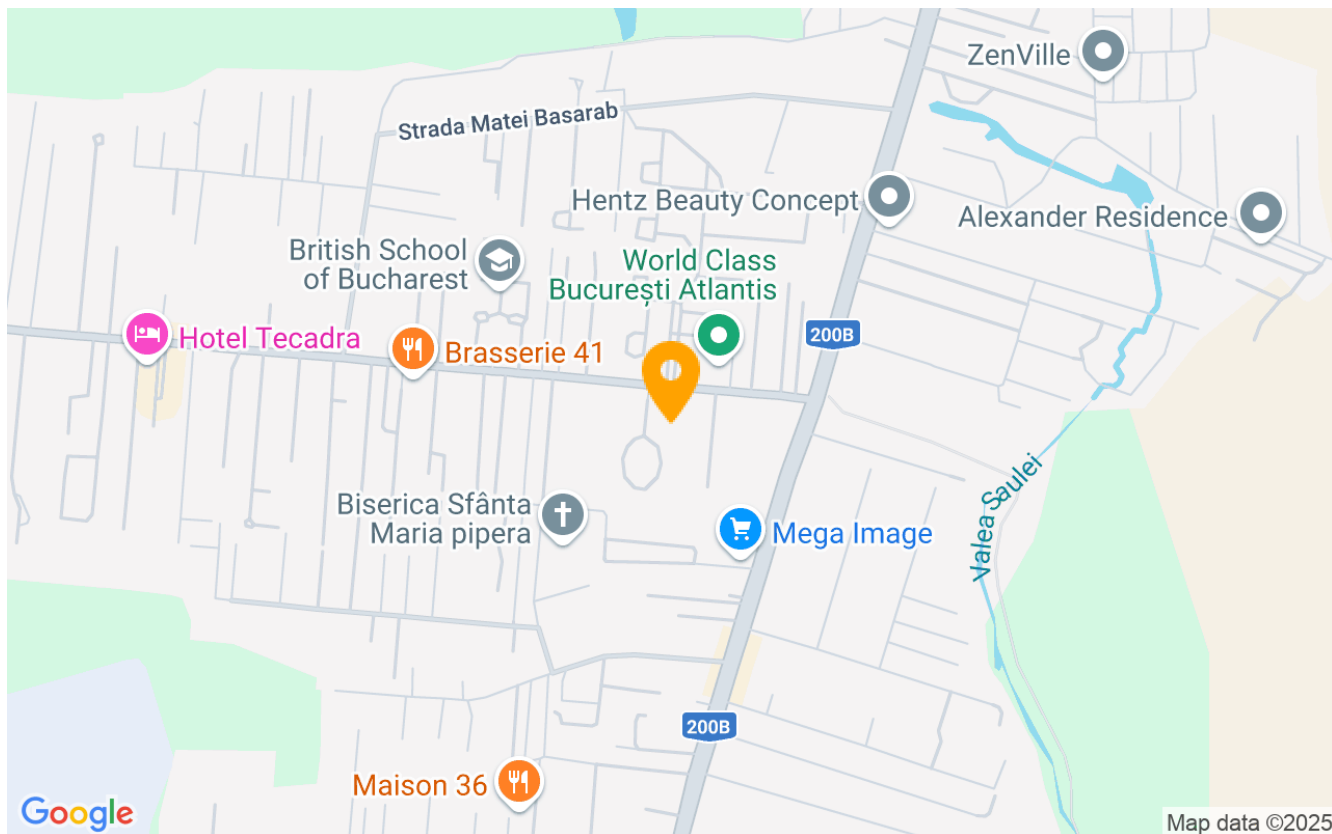 ZenVille
Strada Matei Basarab
Hentz Beauty Concept
Alexander Residence
British School
of Bucharest
World Class
București Atlantis
200B
Hotel Tecadra
Brasserie 41
Biserica Sfânta
Maria pipera
Mega Image
Valea Saulei
200B
Maison 36
Google
Map data ©2025